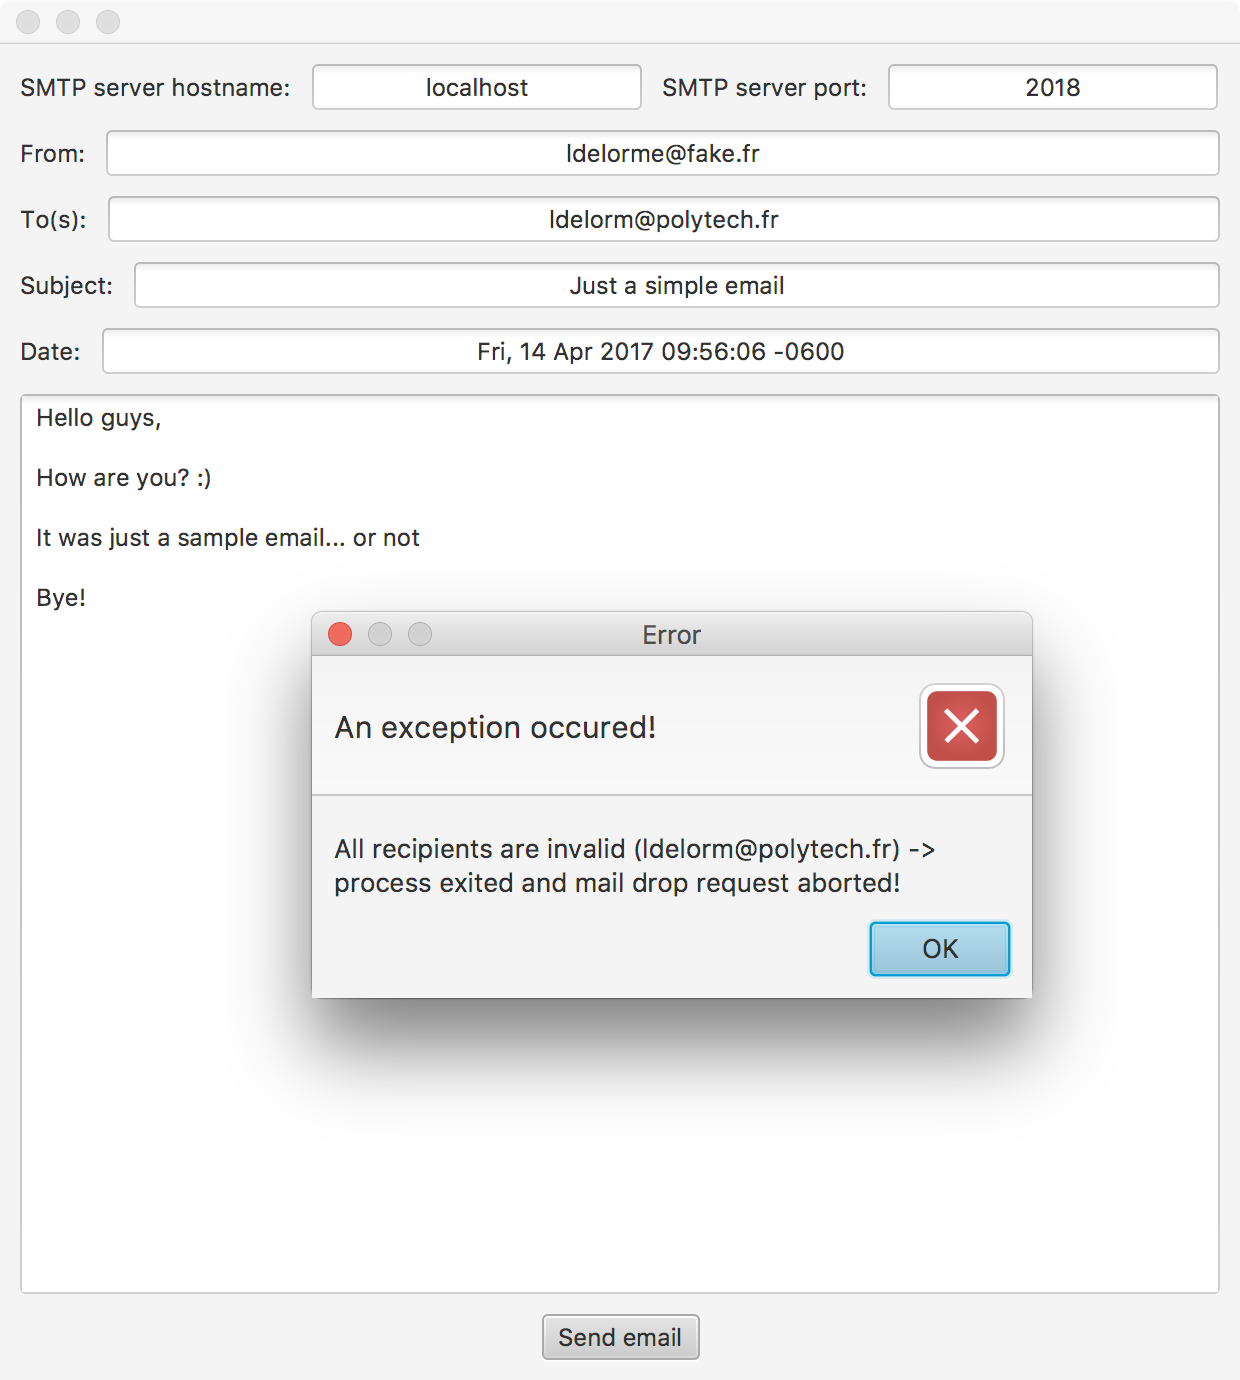 SMTP server hostname: localhost SMTP server port: 2018
From: ldelorme@fake.fr
To(s): ldelorm@polytech.fr
Subject: Just a simple email
Date: Fri, 14 Apr 2017 09:56:06 -0600
Hello guys,
How are you? :)
It was just a sample email... or not
Bye!
Error
An exception occured!
All recipients are invalid (ldelorm@polytech.fr) ->
process exited and mail drop request aborted!
OK
Send email